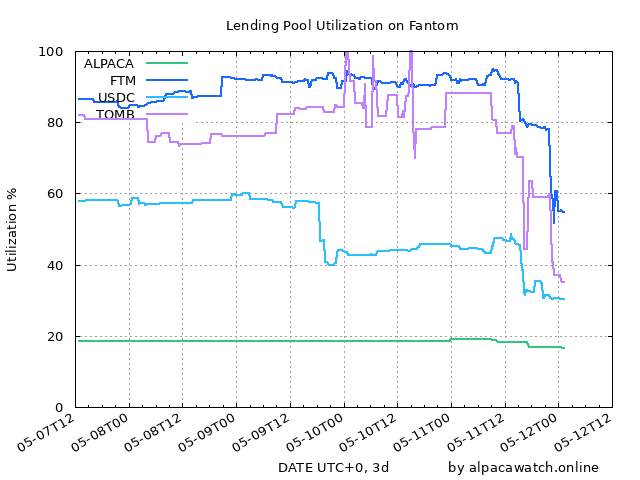 Lending Pool Utilization on Fantom
100
80
60
40
20
0
Utilization %
ALPACA
FTM
USDC
TOMB
05-07T12
05-08T00
05-08T12
05-09T00
05-09T12
05-10T00
05-10T12
05-11T00
05-11T12
05-12T00
05-12T12
DATE UTC+0, 3d
by alpacawatch.online